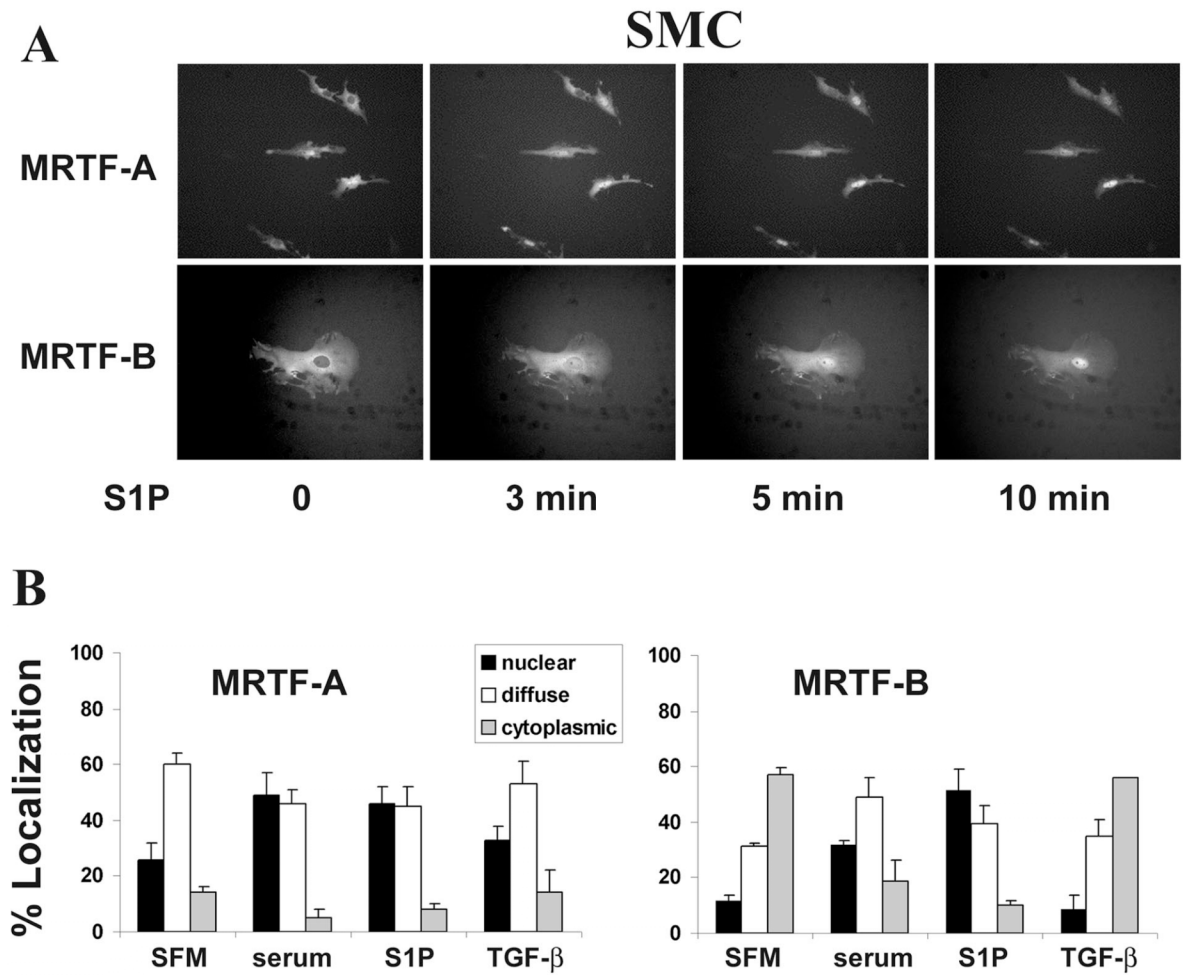 A
SMC
MRTF-A
MRTF-B
S1P 0 3 min 5 min 10 min
B
% Localization
100
80
60
40
20
0
MRTF-A
nuclear
diffuse
cytoplasmic
SFM serum S1P TGF-β
100
80
60
40
20
0
MRTF-B
SFM serum S1P TGF-β